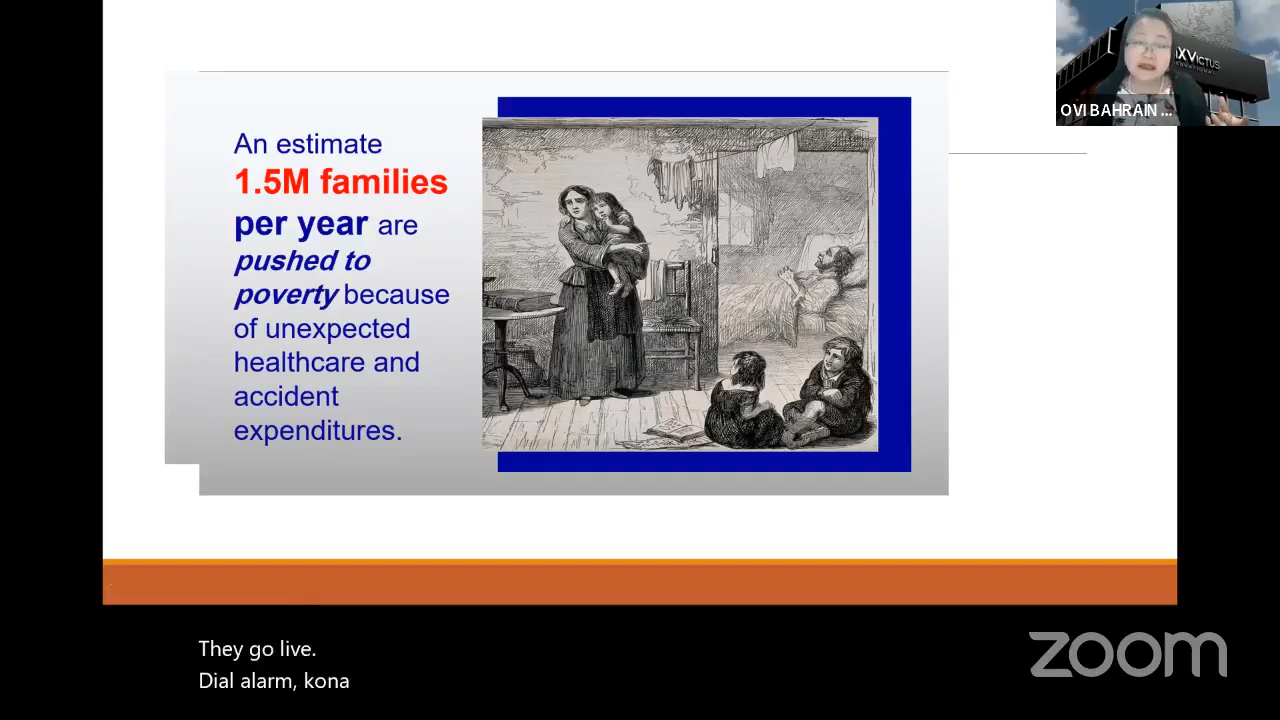 An estimate
1.5M families
per year are
pushed to
poverty because
of unexpected
healthcare and
accident
expenditures.
XVICTUS
OVI BAHRAIN ...
They go live.
Dial alarm, kona
zoom